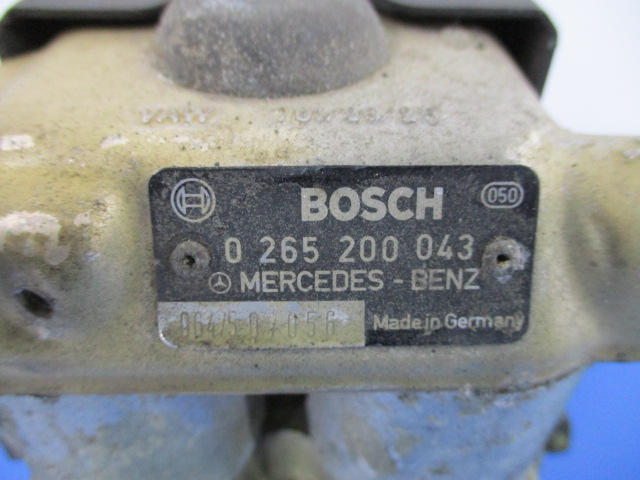 BOSCH 050
0 265 200 043
MERCEDES - BENZ
Made in Germany